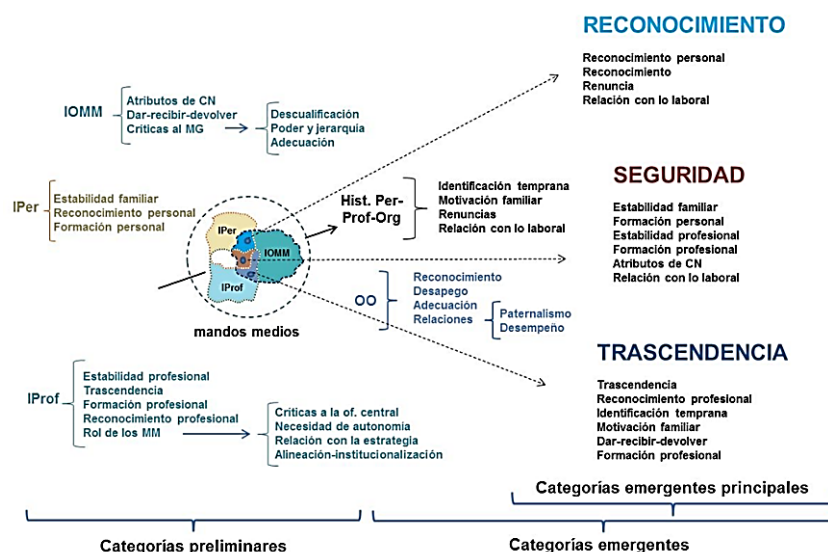 RECONOCIMIENTO
Reconocimiento personal
Reconocimiento
Renuncia
Relación con lo laboral
IOMM
Atributos de CN
Dar-recibir-devolver
Críticas al MG
Descualificación
Poder y jerarquía
Adecuación
IPer
Estabilidad familiar
Reconocimiento personal
Formación personal
IPer
IOMM
IProf
mandos medios
Hist. Per-
Prof-Org
Identificación temprana
Motivación familiar
Renuncias
Relación con lo laboral
SEGURIDAD
Estabilidad familiar
Formación personal
Estabilidad profesional
Formación profesional
Atributos de CN
Relación con lo laboral
OO
Reconocimiento
Desapego
Adecuación
Relaciones
Paternalismo
Desempeño
TRASCENDENCIA
Trascendencia
Reconocimiento profesional
Identificación temprana
Motivación familiar
Dar-recibir-devolver
Formación profesional
IProf
Estabilidad profesional
Trascendencia
Formación profesional
Reconocimiento profesional
Rol de los MM
Críticas a la of. central
Necesidad de autonomía
Relación con la estrategia
Alineación-institucionalización
Categorías emergentes principales
Categorías preliminares
Categorías emergentes